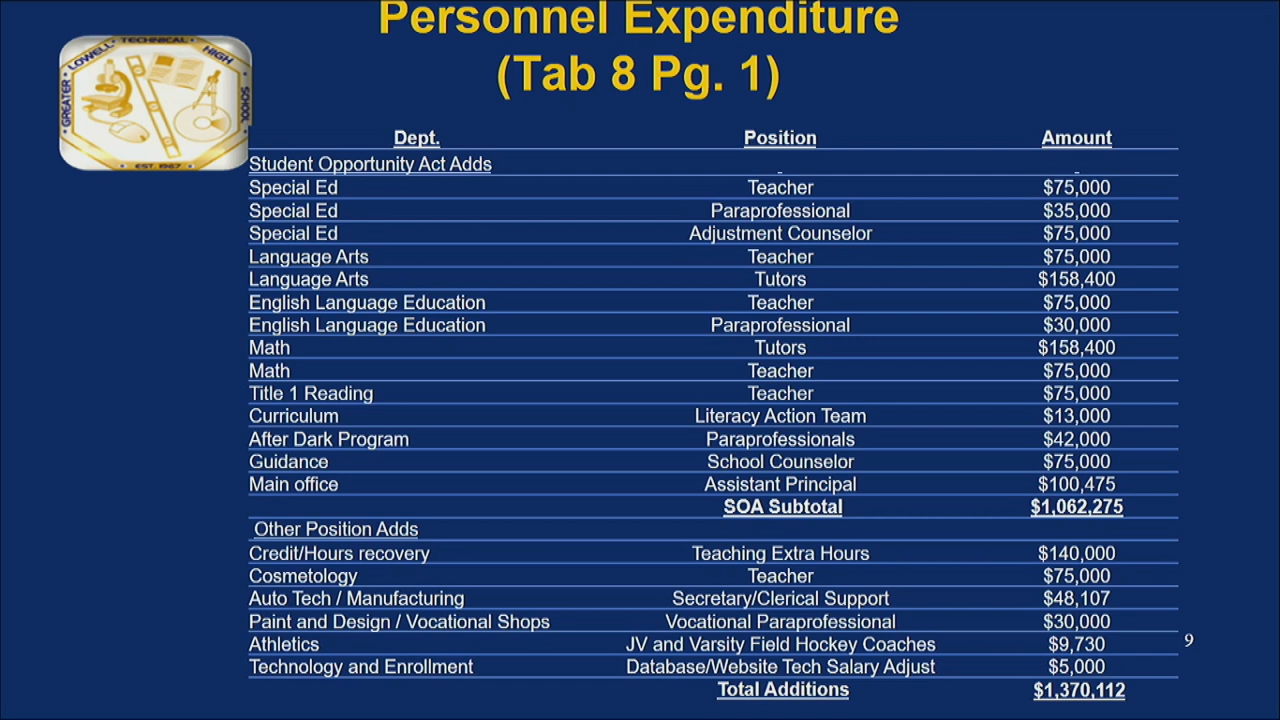 Personnel Expenditure
(Tab 8 Pg. 1)
GREATER LOWELL TECHNICAL HIGH SCHOOL
EST. 1967
Dept. Position Amount
Student Opportunity Act Adds
Special Ed Teacher $75,000
Special Ed Paraprofessional $35,000
Special Ed Adjustment Counselor $75,000
Language Arts Teacher $75,000
Language Arts Tutors $158,400
English Language Education Teacher $75,000
English Language Education Paraprofessional $30,000
Math Tutors $158,400
Math Teacher $75,000
Title 1 Reading Teacher $75,000
Curriculum Literacy Action Team $13,000
After Dark Program Paraprofessionals $42,000
Guidance School Counselor $75,000
Main office Assistant Principal $100,475
SOA Subtotal $1,062,275
Other Position Adds
Credit/Hours recovery Teaching Extra Hours $140,000
Cosmetology Teacher $75,000
Auto Tech / Manufacturing Secretary/Clerical Support $48,107
Paint and Design / Vocational Shops Vocational Paraprofessional $30,000
Athletics JV and Varsity Field Hockey Coaches $9,730
Technology and Enrollment Database/Website Tech Salary Adjust $5,000
Total Additions $1,370,112
9